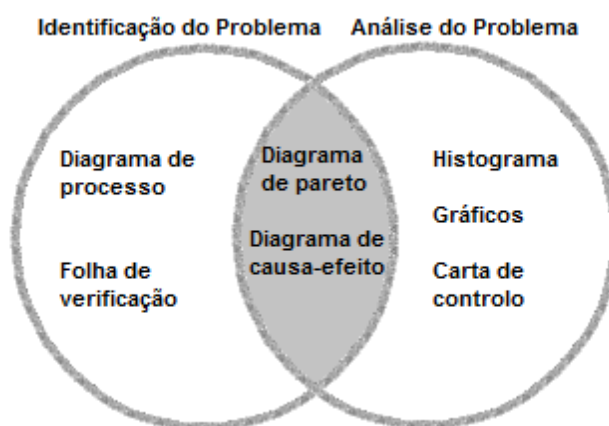 Identificação do Problema
Análise do Problema
Diagrama de
processo
Folha de
verificação
Diagrama
de pareto
Diagrama de
causa-efeito
Histograma
Gráficos
Carta de
controlo